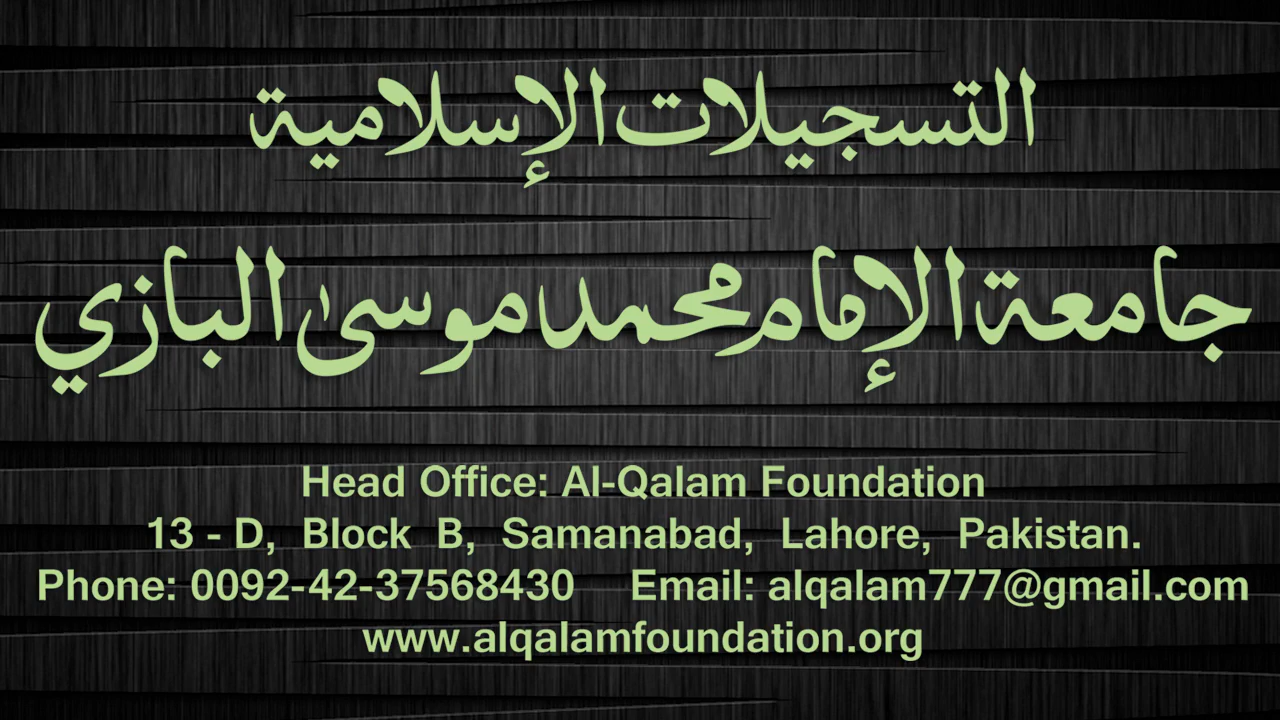 التسجيلات الإسلامية
جامعة الإمام محمد موسىٰ البازي
Head Office: Al-Qalam Foundation
13 - D, Block B, Samanabad, Lahore, Pakistan.
Phone: 0092-42-37568430 Email: alqalam777@gmail.com
www.alqalamfoundation.org